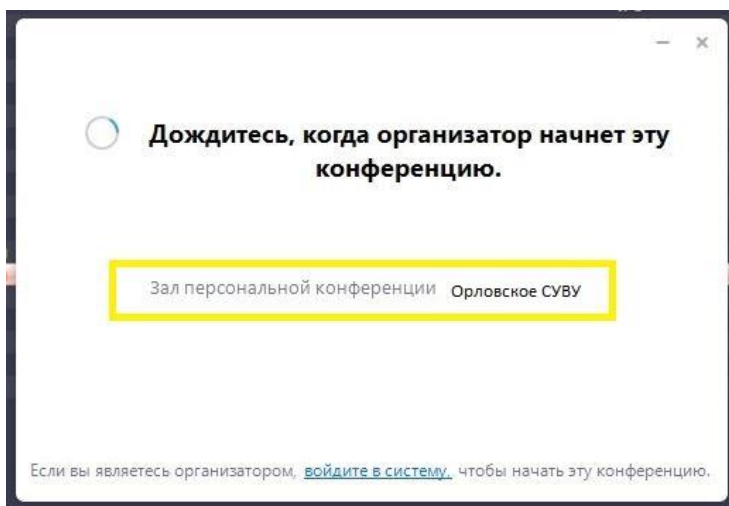 Дождитесь, когда организатор начнет эту
конференцию.
Зал персональной конференции Орловское СУВУ
Если вы являетесь организатором, войдите в систему, чтобы начать эту конференцию.